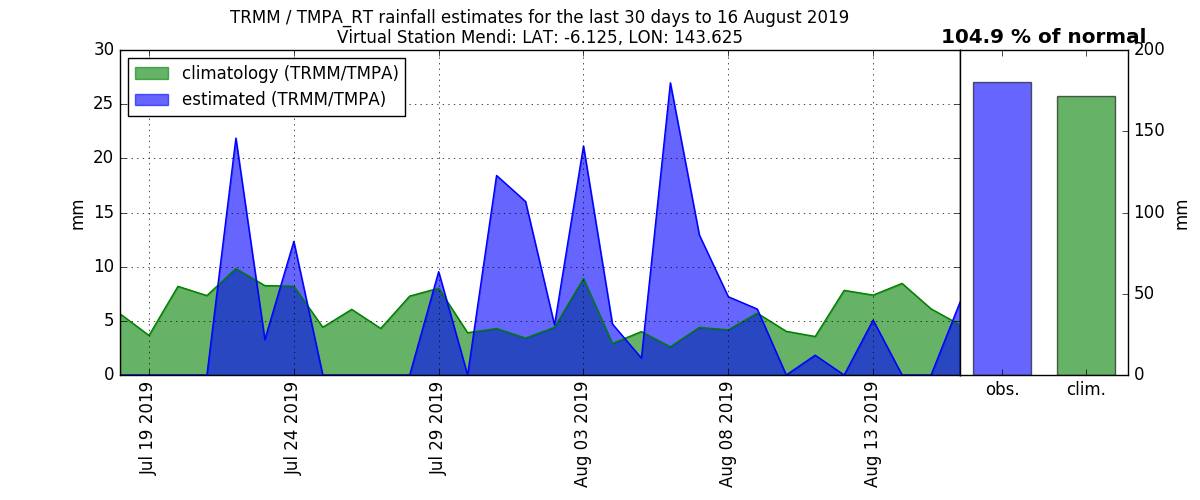 TRMM / TMPA_RT rainfall estimates for the last 30 days to 16 August 2019
Virtual Station Mendi: LAT: -6.125, LON: 143.625
104.9 % of normal
climatology (TRMM/TMPA)
estimated (TRMM/TMPA)
30
25
20
15
10
5
0
mm
Jul 19 2019
Jul 24 2019
Jul 29 2019
Aug 03 2019
Aug 08 2019
Aug 13 2019
obs.
clim.
200
150
100
50
0
mm